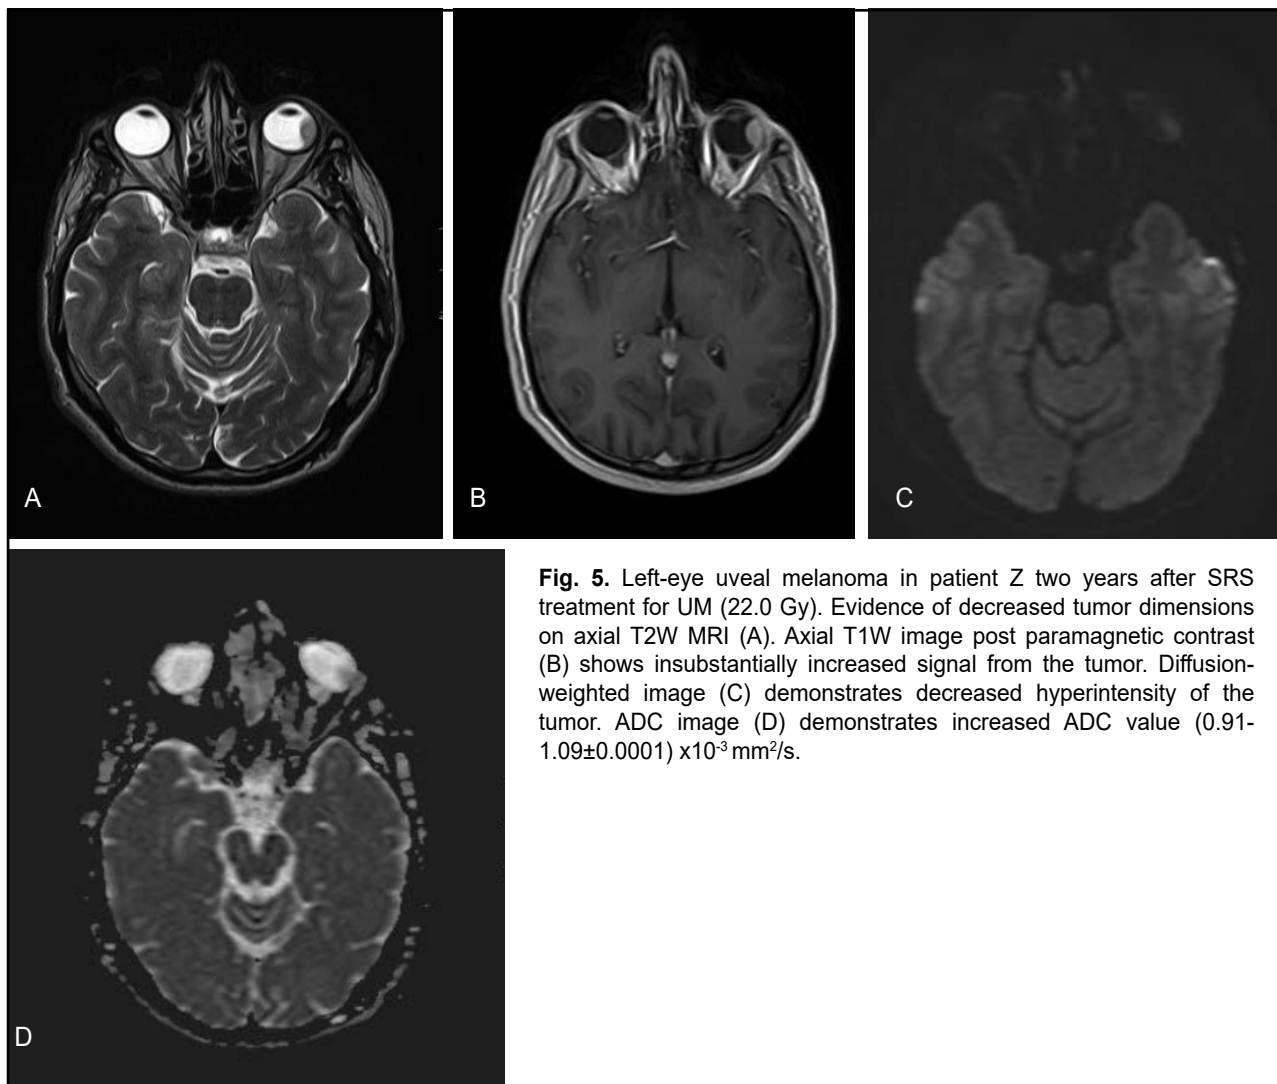 A
B
C
D
Fig. 5. Left-eye uveal melanoma in patient Z two years after SRS
treatment for UM (22.0 Gy). Evidence of decreased tumor dimensions
on axial T2W MRI (A). Axial T1W image post paramagnetic contrast
(B) shows insubstantially increased signal from the tumor. Diffusion-
weighted image (C) demonstrates decreased hyperintensity of the
tumor. ADC image (D) demonstrates increased ADC value (0.91-
1.09±0.0001) x10⁻³ mm²/s.